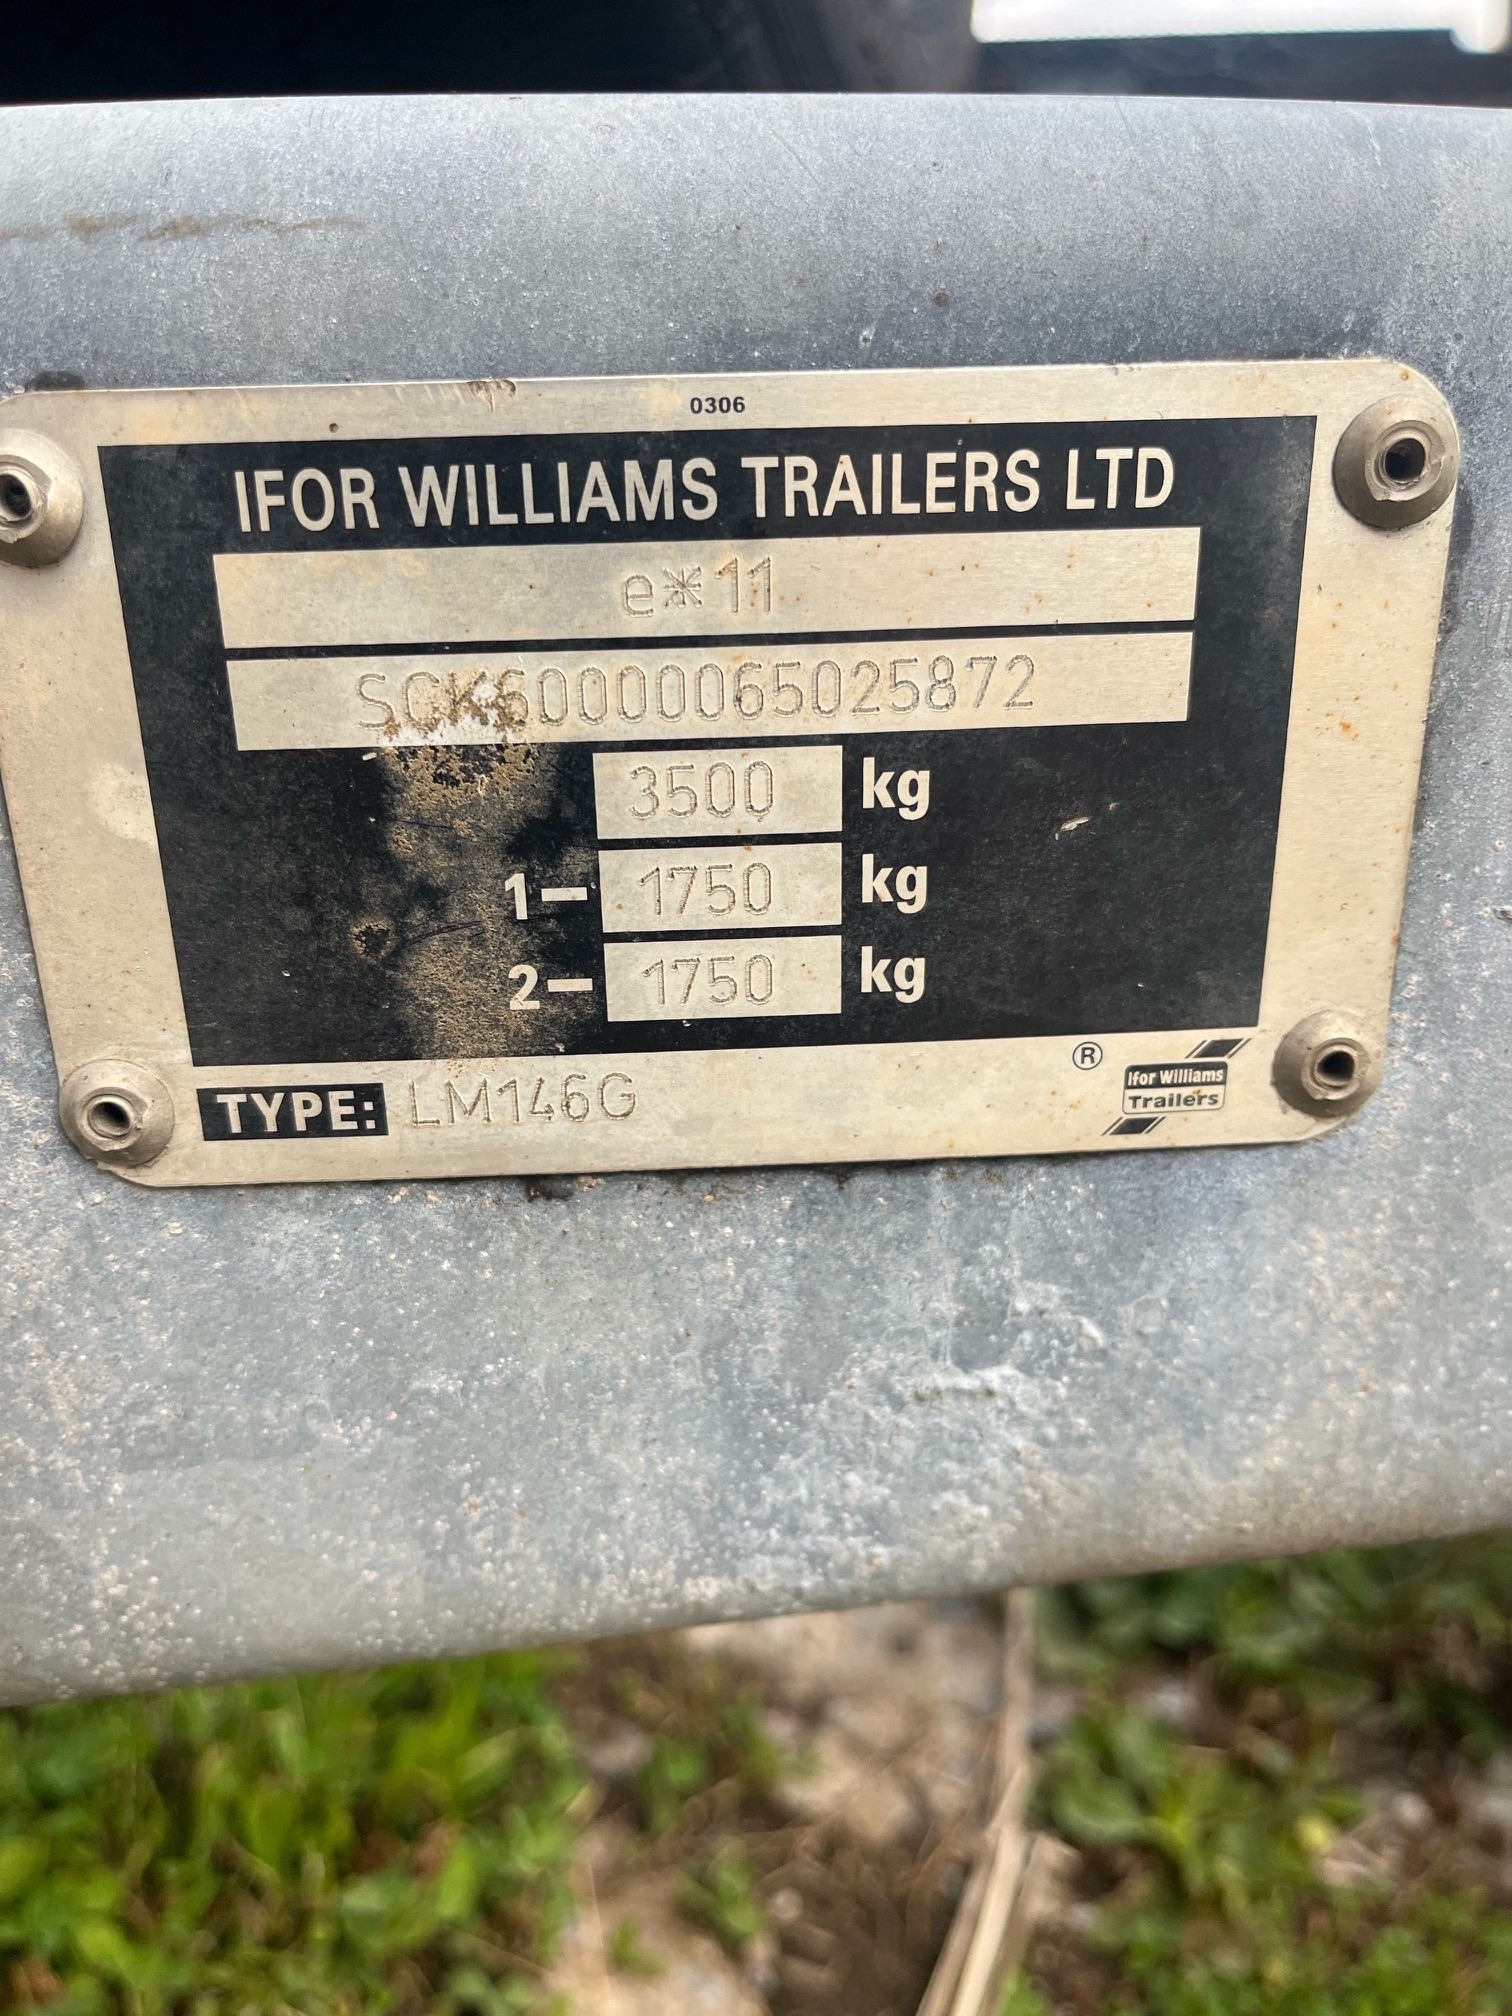 0306
IFOR WILLIAMS TRAILERS LTD
e*11
SCK60000065025872
3500 kg
1- 1750 kg
2- 1750 kg
TYPE: LM146G
®
Ifor Williams
Trailers